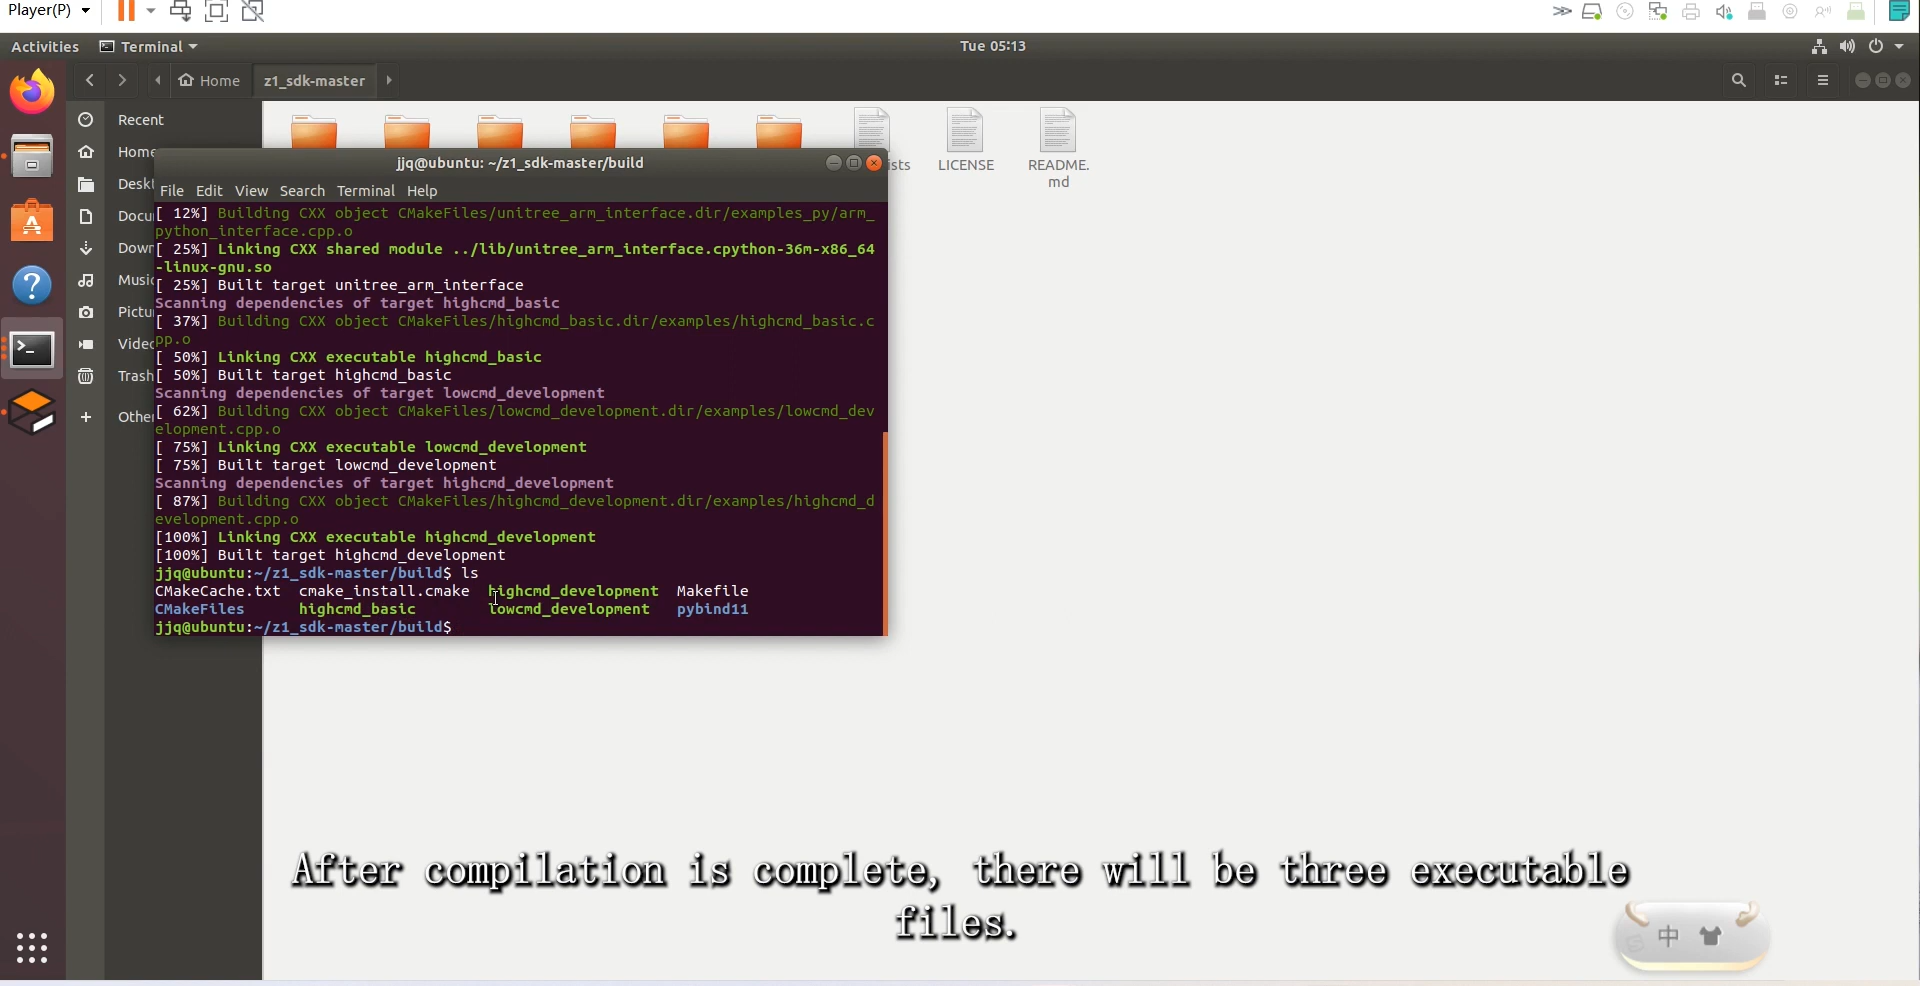 Player(P)
Activities
Terminal
Tue 05:13
Home
z1_sdk-master
Recent
Home
Trash
LICENSE
README.
md
jjq@ubuntu: ~/z1_sdk-master/build
File Edit View Search Terminal Help
[ 12%] Building CXX object CMakeFiles/unitree_arm_interface.dir/examples_py/arm_
python_interface.cpp.o
[ 25%] Linking CXX shared module ../lib/unitree_arm_interface.cpython-36m-x86_64
-linux-gnu.so
[ 25%] Built target unitree_arm_interface
Scanning dependencies of target highcmd_basic
[ 37%] Building CXX object CMakeFiles/highcmd_basic.dir/examples/highcmd_basic.c
pp.o
[ 50%] Linking CXX executable highcmd_basic
[ 50%] Built target highcmd_basic
Scanning dependencies of target lowcmd_development
[ 62%] Building CXX object CMakeFiles/lowcmd_development.dir/examples/lowcmd_dev
elopment.cpp.o
[ 75%] Linking CXX executable lowcmd_development
[ 75%] Built target lowcmd_development
Scanning dependencies of target highcmd_development
[ 87%] Building CXX object CMakeFiles/highcmd_development.dir/examples/highcmd_d
evelopment.cpp.o
[100%] Linking CXX executable highcmd_development
[100%] Built target highcmd_development
jjq@ubuntu:~/z1_sdk-master/build$ ls
CMakeCache.txt cmake_install.cmake highcmd_development Makefile
CMakeFiles highcmd_basic lowcmd_development pybind11
jjq@ubuntu:~/z1_sdk-master/build$
After compilation is complete, there will be three executable
files.
中